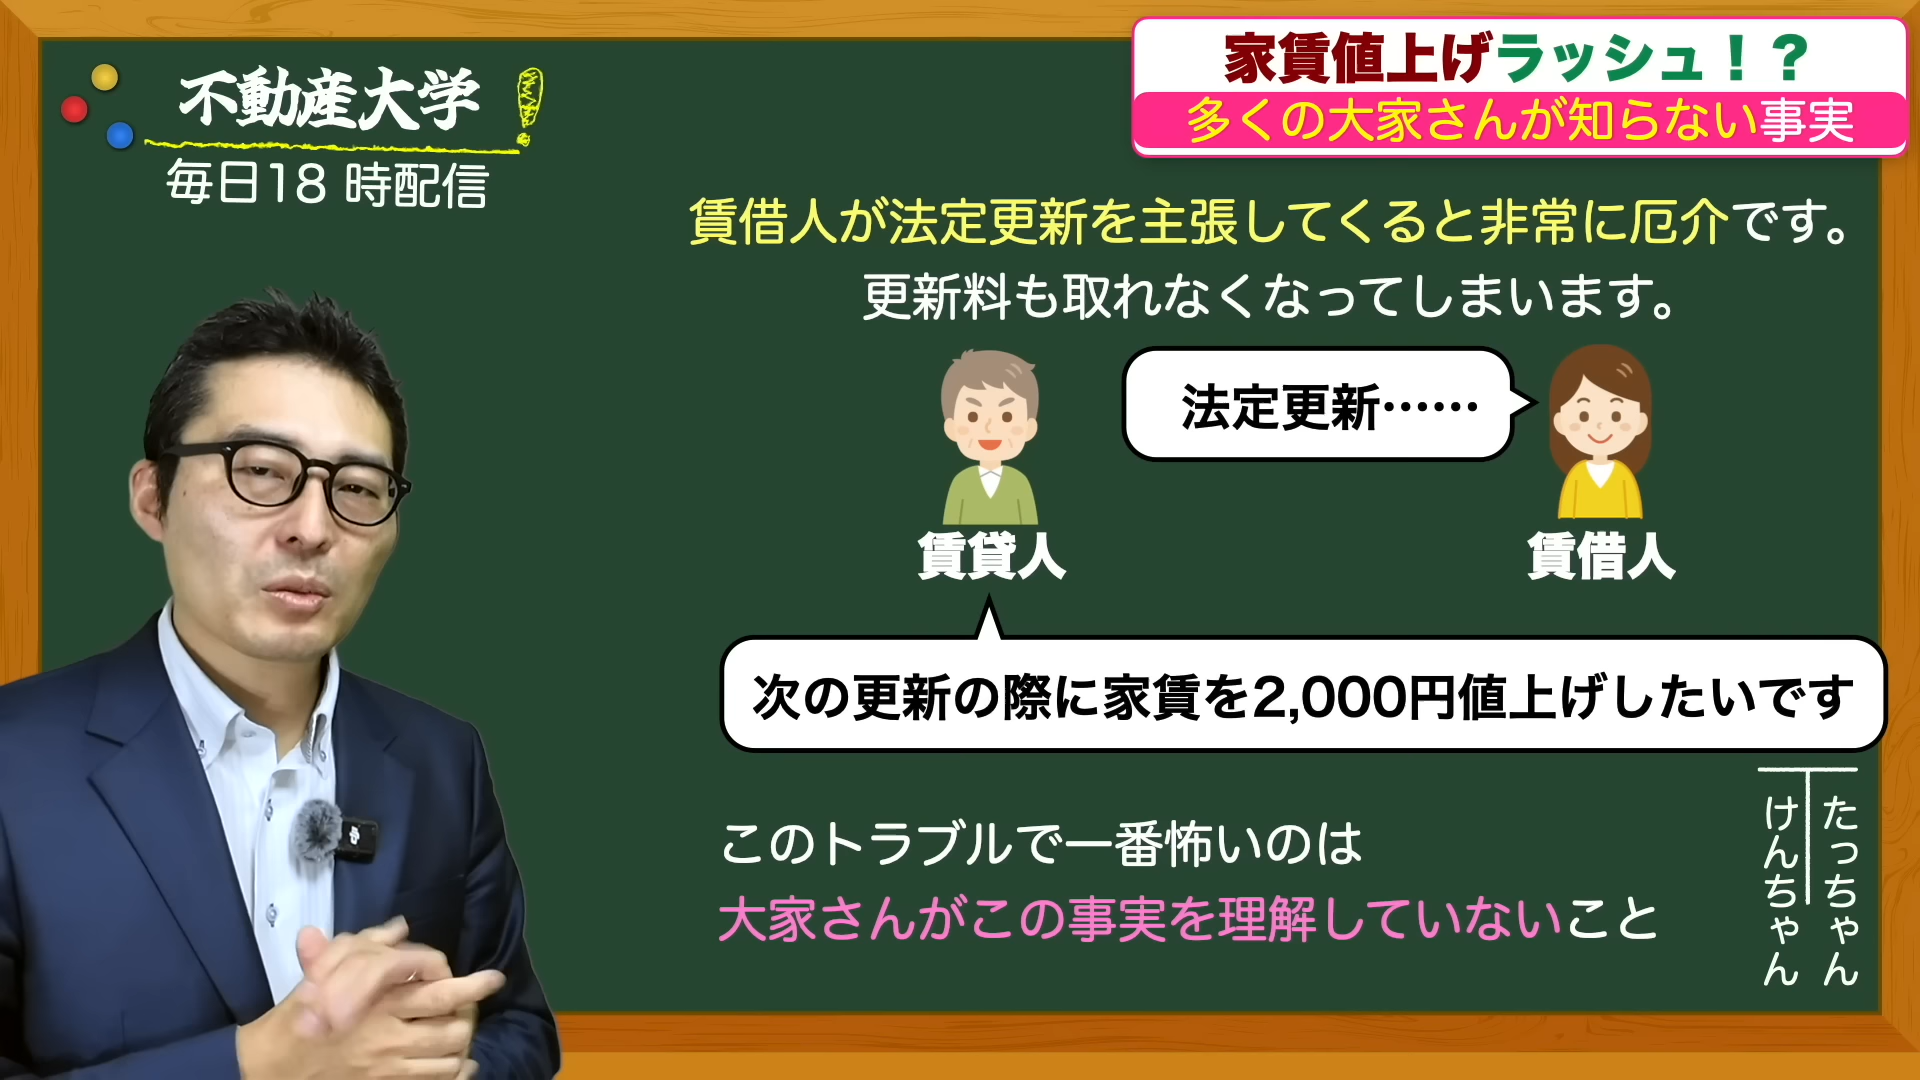 不動産大学!
毎日18時配信
家賃値上げラッシュ!?
多くの大家さんが知らない事実
賃借人が法定更新を主張してくると非常に厄介です。
更新料も取れなくなってしまいます。
法定更新……
賃貸人
賃借人
次の更新の際に家賃を2,000円値上げしたいです
このトラブルで一番怖いのは
大家さんがこの事実を理解していないこと
たっちゃん
けんちゃん